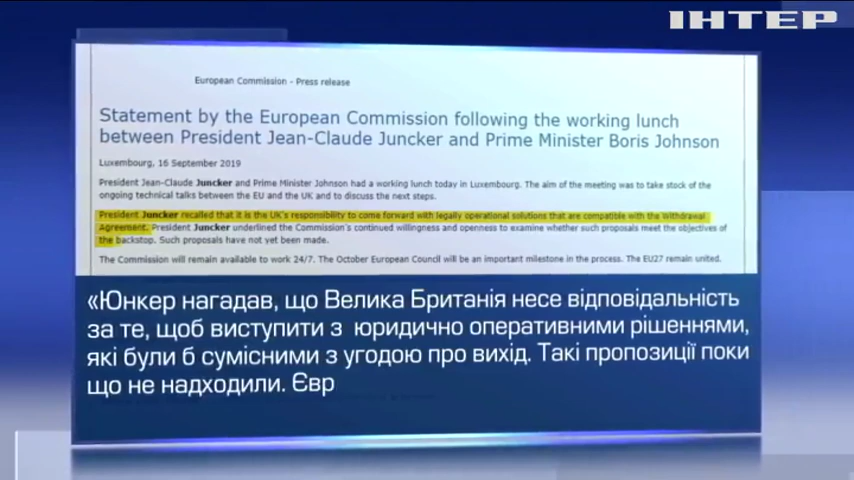 ІНТЕР
European Commission - Press release
Statement by the European Commission following the working lunch
between President Jean-Claude Juncker and Prime Minister Boris Johnson
Luxembourg, 16 September 2019
President Jean-Claude Juncker and Prime Minister Johnson had a working lunch today in Luxembourg. The aim of the meeting was to take stock of the
ongoing technical talks between the EU and the UK and to discuss the next steps.
President Juncker recalled that it is the UK's responsibility to come forward with legally operational solutions that are compatible with the Withdrawal
Agreement. President Juncker underlined the Commission's continued willingness and openness to examine whether such proposals meet the objectives of
the backstop. Such proposals have not yet been made.
The Commission will remain available to work 24/7. The October European Council will be an important milestone in the process. The EU27 remain united.
«Юнкер нагадав, що Велика Британія несе відповідальність
за те, щоб виступити з юридично оперативними рішеннями,
які були б сумісними з угодою про вихід. Такі пропозиції поки
що не надходили. Євр